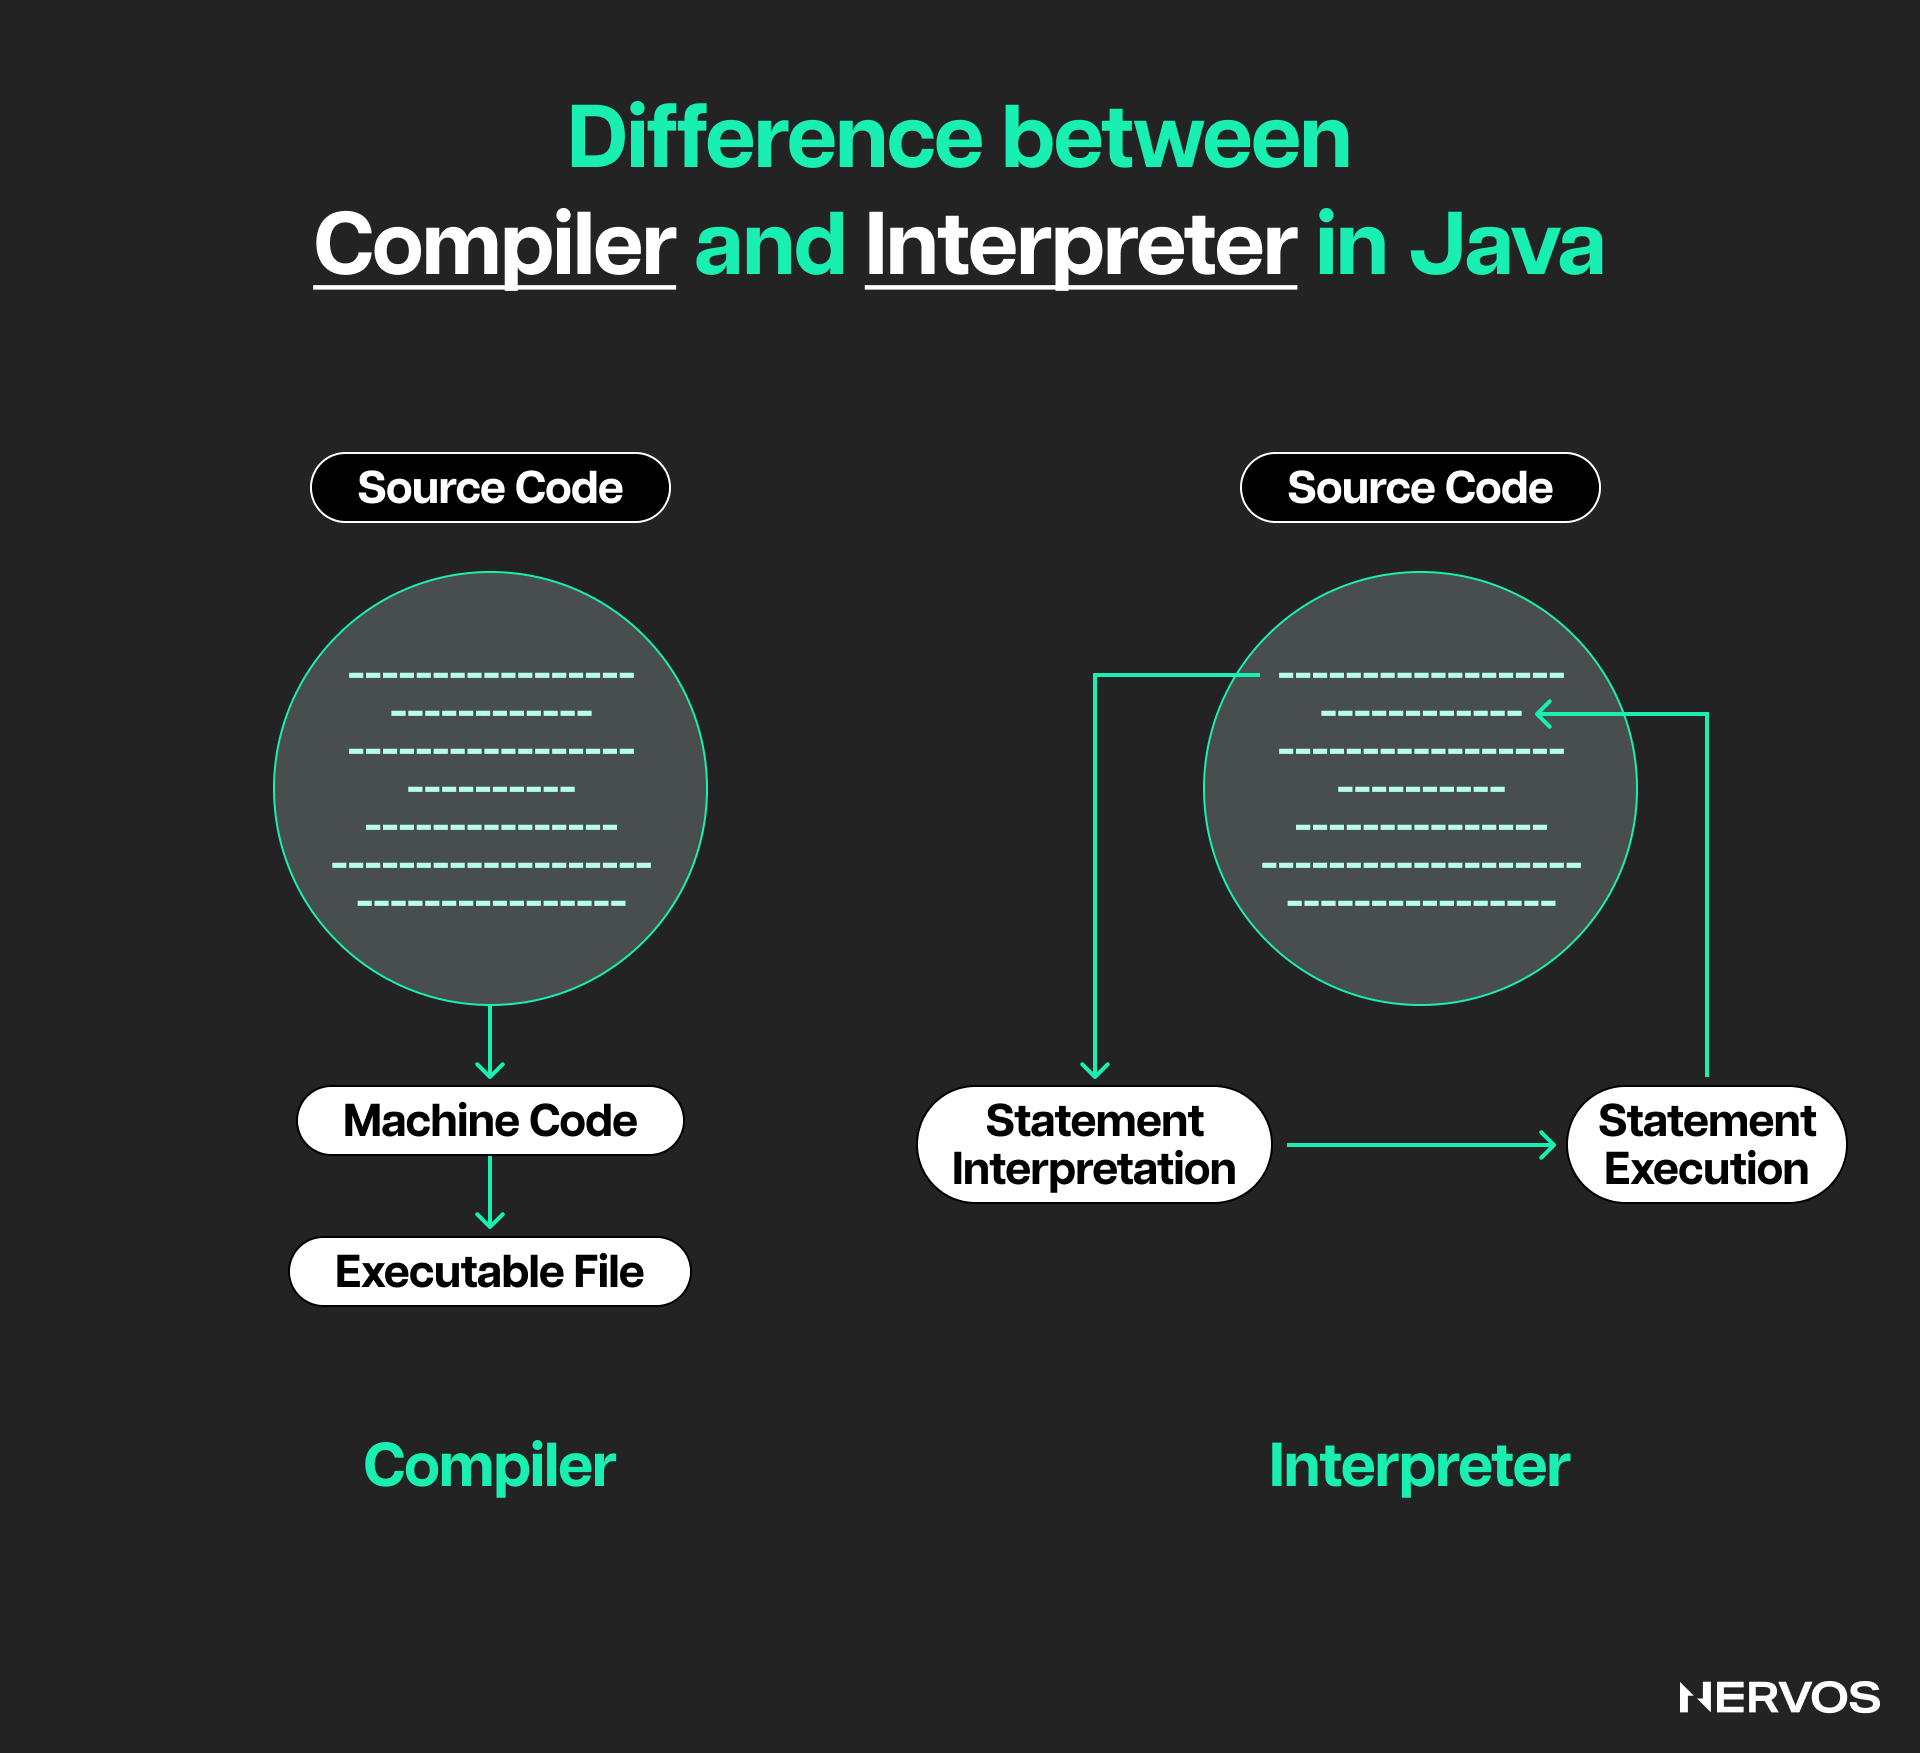 Difference between
Compiler and Interpreter in Java
Source Code
Machine Code
Executable File
Compiler
Source Code
Statement
Interpretation
Statement
Execution
Interpreter
NERVOS